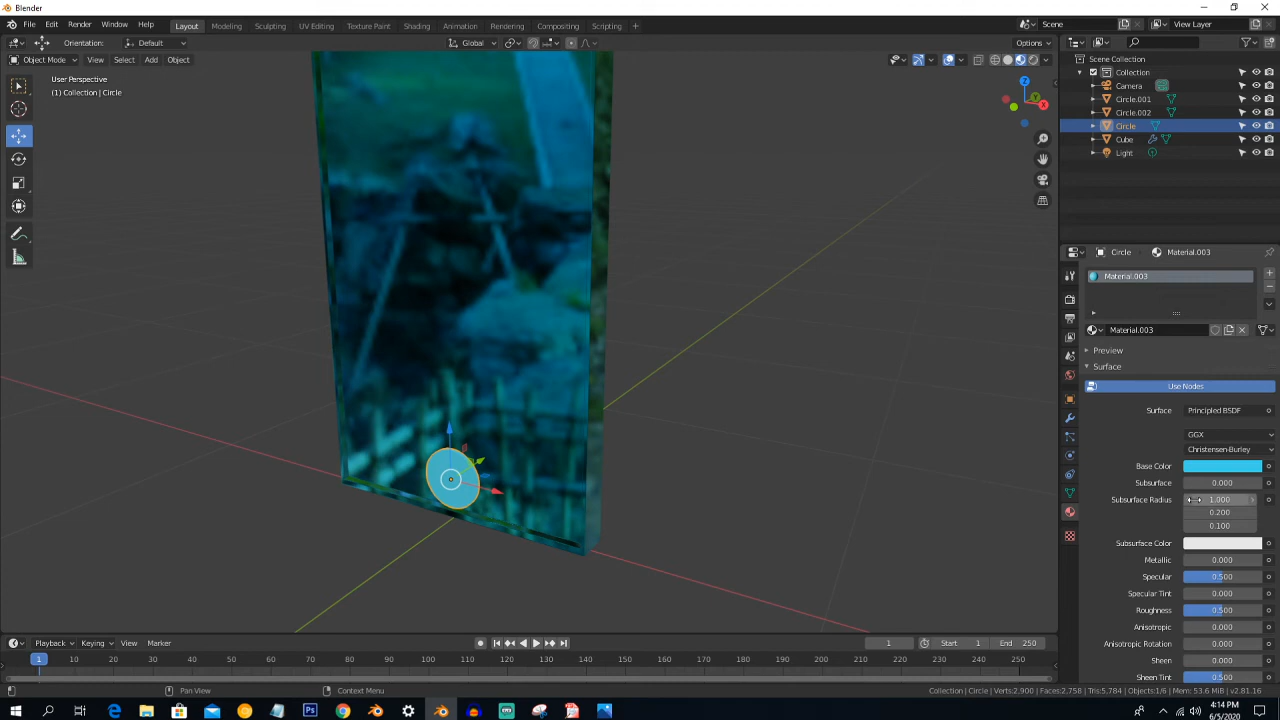 Blender
File Edit Render Window Help Layout Modeling Sculpting UV Editing Texture Paint Shading Animation Rendering Compositing Scripting + Scene View Layer
Orientation: Default Global Options
Object Mode View Select Add Object
User Perspective
(1) Collection | Circle
Scene Collection
Collection
Camera
Circle.001
Circle.002
Circle
Cube
Light
Circle Material.003
Material.003
Material.003
Preview
Surface
Use Nodes
Surface Principled BSDF
GGX
Christensen-Burley
Base Color
Subsurface 0.000
Subsurface Radius 1.000
0.200
0.100
Subsurface Color
Metallic 0.000
Specular 0.500
Specular Tint 0.000
Roughness 0.500
Anisotropic 0.000
Anisotropic Rotation 0.000
Sheen 0.000
Sheen Tint 0.500
Playback Keying View Marker 1 Start 1 End 250
1 10 20 30 40 50 60 70 80 90 100 110 120 130 140 150 160 170 180 190 200 210 220 230 240 250
Pan View Context Menu Collection | Circle | Verts:2,900 | Faces:2,758 | Tris:5,784 | Objects:1/6 | Mem: 53.6 MiB | v2.81.16
4:14 PM
6/5/2020